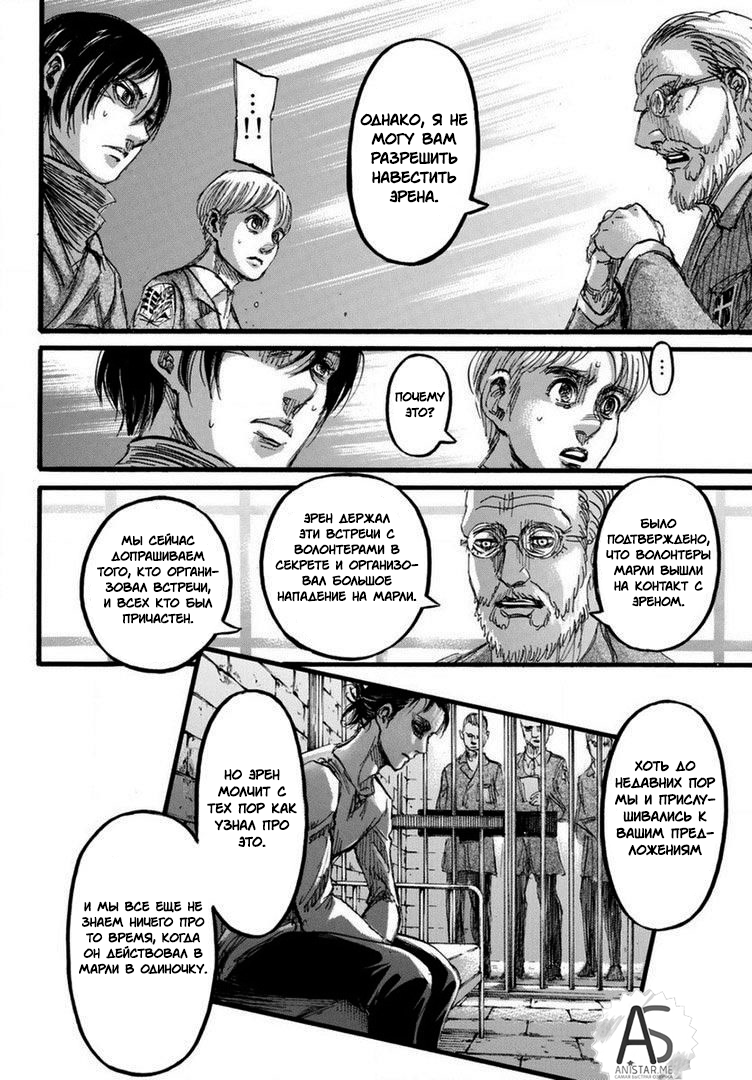 ОДНАКО, Я НЕ
МОГУ ВАМ
РАЗРЕШИТЬ
НАВЕСТИТЬ
ЭРЕНА.
...!!
...
ПОЧЕМУ
ЭТО?
БЫЛО
ПОДТВЕРЖДЕНО,
ЧТО ВОЛОНТЕРЫ
МАРЛИ ВЫШЛИ
НА КОНТАКТ С
ЭРЕНОМ.
ЭРЕН ДЕРЖАЛ
ЭТИ ВСТРЕЧИ С
ВОЛОНТЕРАМИ В
СЕКРЕТЕ И ОРГАНИЗО-
ВАЛ БОЛЬШОЕ
НАПАДЕНИЕ НА МАРЛИ.
МЫ СЕЙЧАС
ДОПРАШИВАЕМ
ТОГО, КТО ОРГАНИ-
ЗОВАЛ ВСТРЕЧИ,
И ВСЕХ КТО БЫЛ
ПРИЧАСТЕН.
ХОТЬ ДО
НЕДАВНИХ ПОР
МЫ И ПРИСЛУ-
ШИВАЛИСЬ К
ВАШИМ ПРЕД-
ЛОЖЕНИЯМ
НО ЭРЕН
МОЛЧИТ С
ТЕХ ПОР КАК
УЗНАЛ ПРО
ЭТО.
И МЫ ВСЕ ЕЩЕ НЕ
ЗНАЕМ НИЧЕГО ПРО
ТО ВРЕМЯ, КОГДА
ОН ДЕЙСТВОВАЛ В
МАРЛИ В ОДИНОЧКУ.
AS
ANISTAR.ME
САМАЯ БЫСТРАЯ ОЗВУЧКА